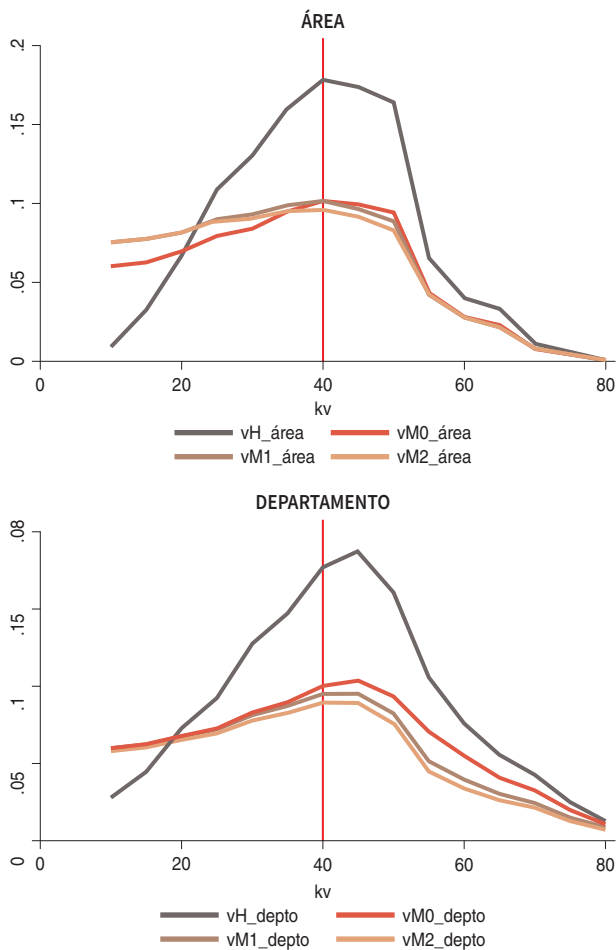 ÁREA
.2
.15
.1
.05
0
0 20 40 60 80
kv
vH_área vM0_área
vM1_área vM2_área
DEPARTAMENTO
0.08
.15
.1
.05
0
0 20 40 60 80
kv
vH_depto vM0_depto
vM1_depto vM2_depto